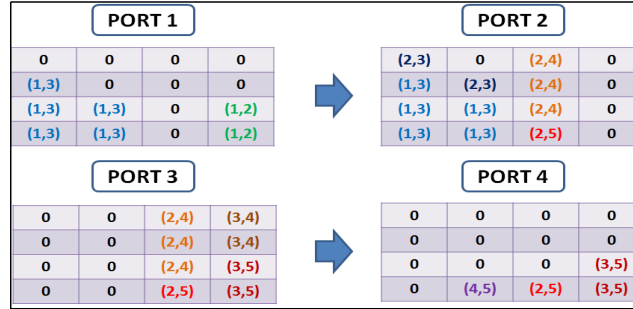 PORT 1
0 0 0 0
(1,3) 0 0 0
(1,3) (1,3) 0 (1,2)
(1,3) (1,3) 0 (1,2)
PORT 2
(2,3) 0 (2,4) 0
(1,3) (2,3) (2,4) 0
(1,3) (1,3) (2,4) 0
(1,3) (1,3) (2,5) 0
PORT 3
0 0 (2,4) (3,4)
0 0 (2,4) (3,4)
0 0 (2,4) (3,5)
0 0 (2,5) (3,5)
PORT 4
0 0 0 0
0 0 0 0
0 0 0 (3,5)
0 (4,5) (2,5) (3,5)